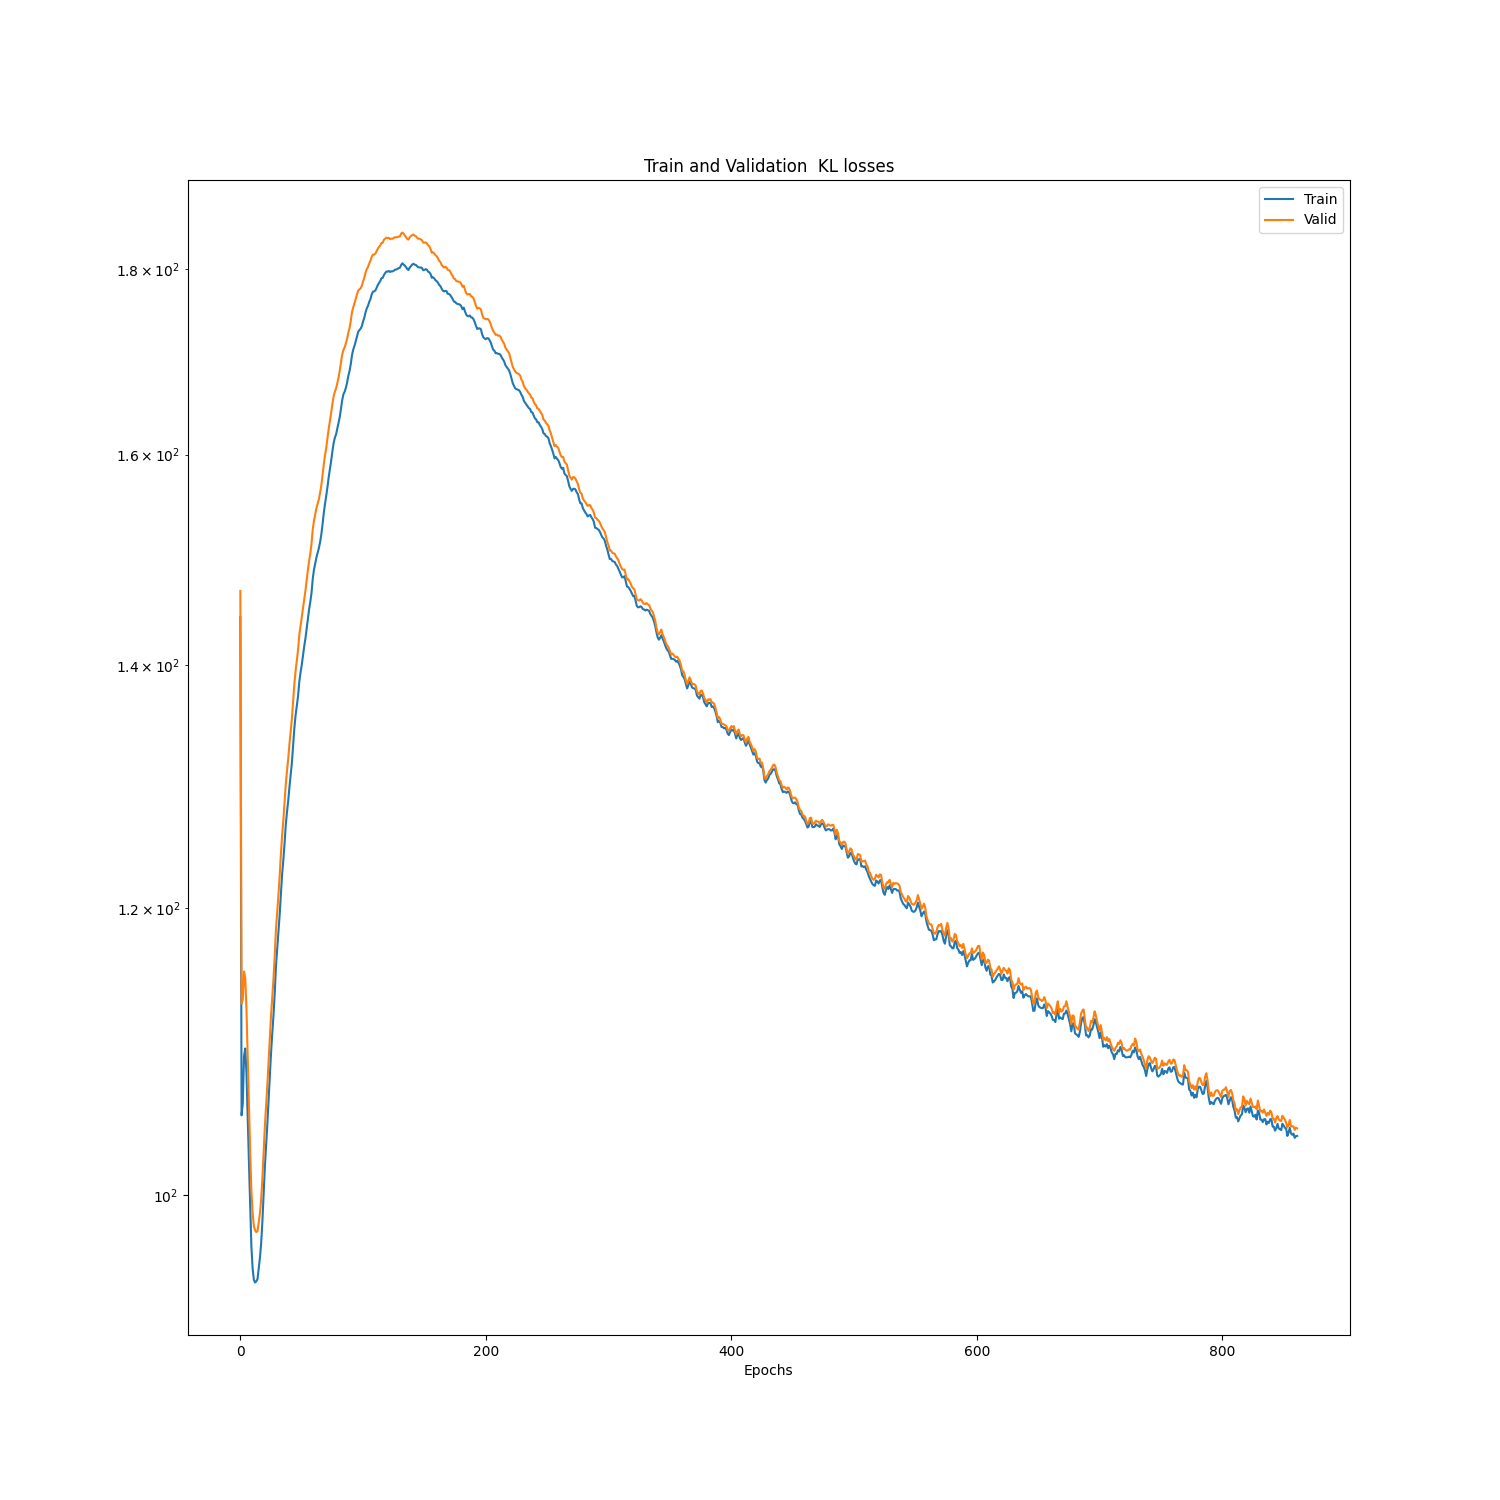 Train and Validation  KL losses
Train
Valid
1.8 × 10²
1.6 × 10²
1.4 × 10²
1.2 × 10²
10²
0 200 400 600 800
Epochs